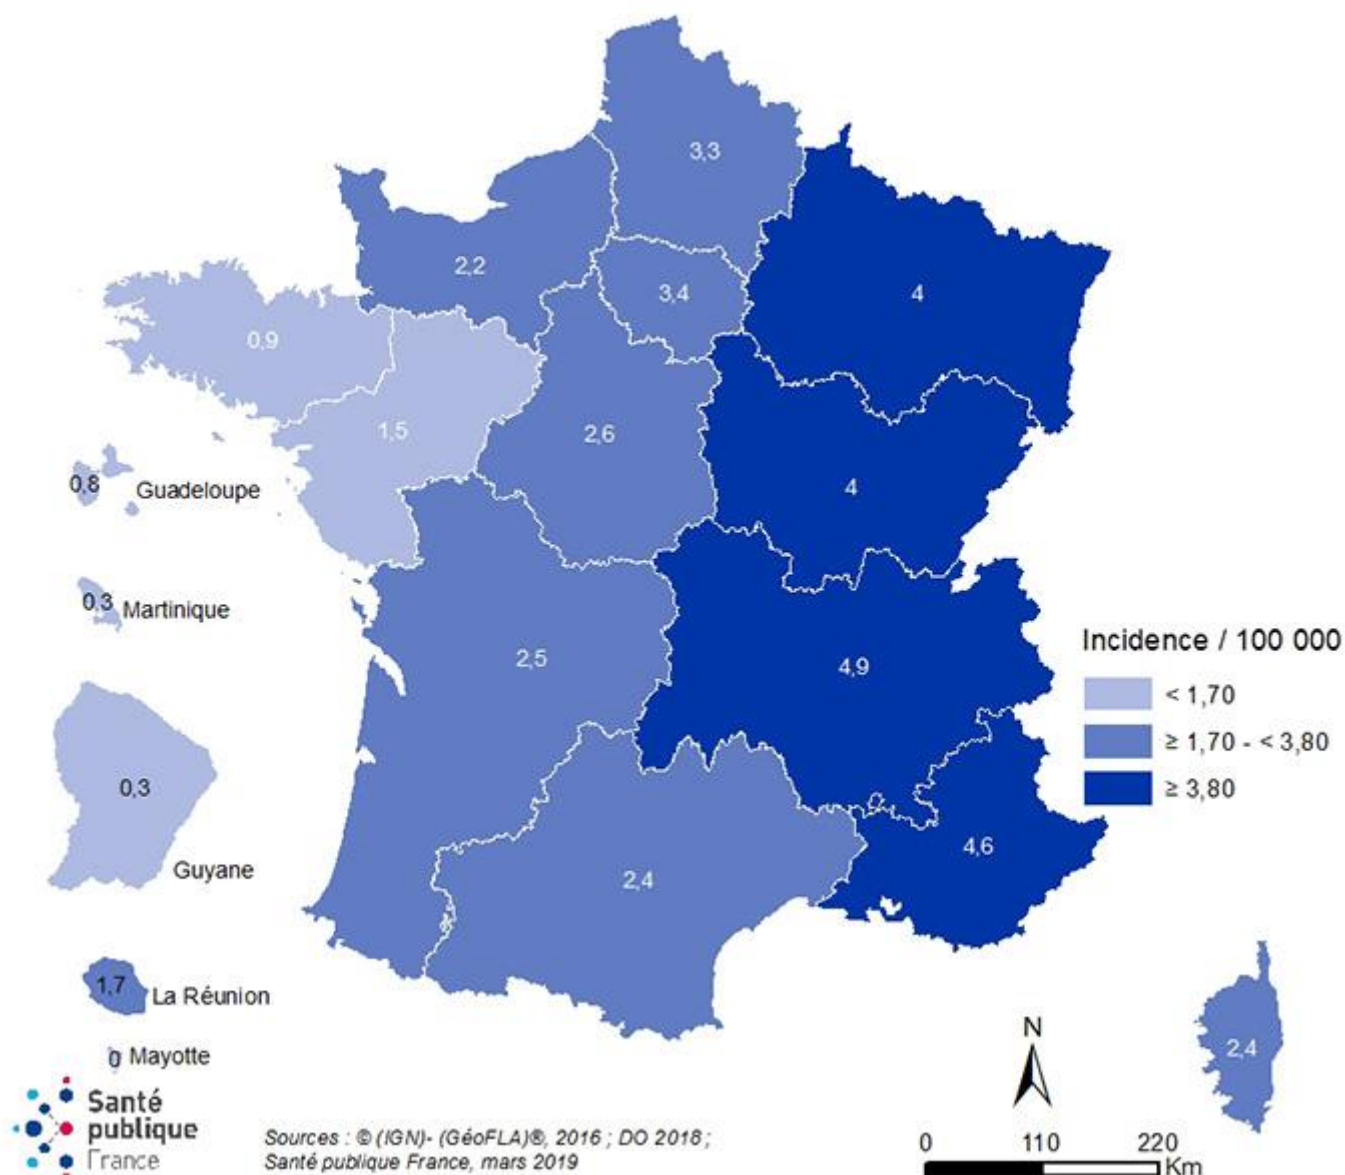 3,3
2,2
3,4
4
0,9
1,5
2,6
4
0,8
Guadeloupe
0,3
Martinique
2,5
4,9
Incidence / 100 000
< 1,70
≥ 1,70 - < 3,80
≥ 3,80
0,3
Guyane
4,6
2,4
1,7
La Réunion
0
Mayotte
N
2,4
Santé
publique
France
Sources : © (IGN)- (GéoFLA)®, 2016 ; DO 2018 ;
Santé publique France, mars 2019
0 110 220
Km